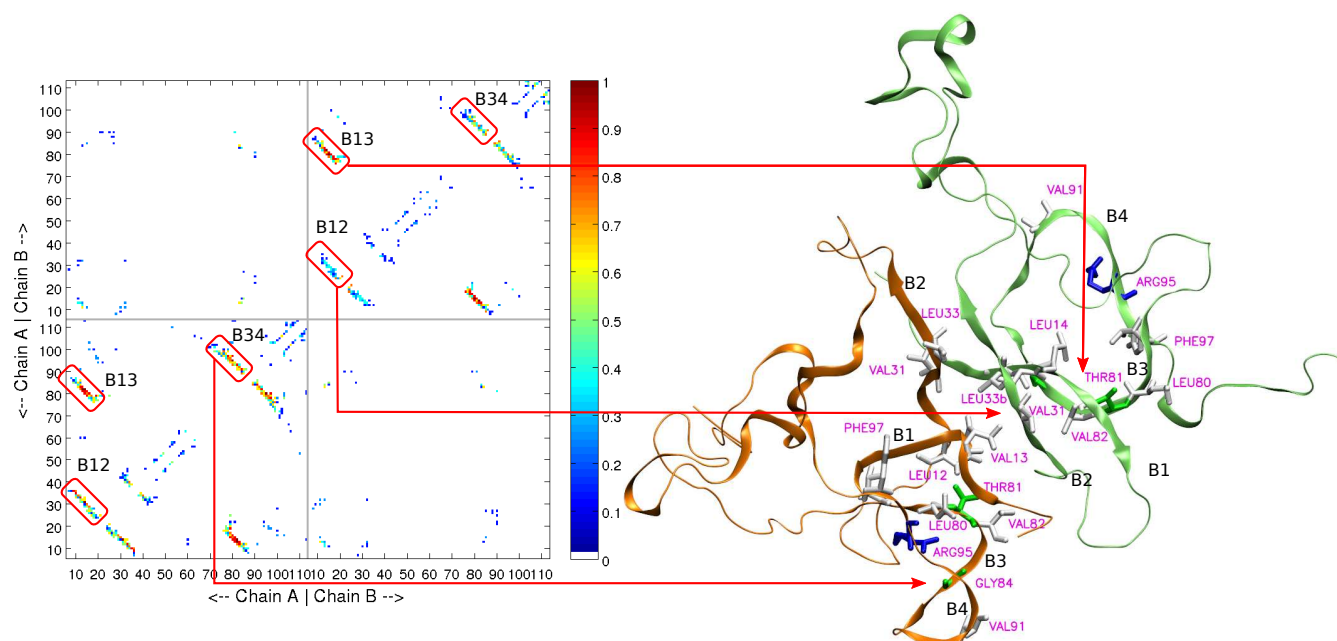 110
100
90
80
70
60
50
40
30
20
10
110
100
90
80
70
60
50
40
30
20
10
<-- Chain A | Chain B -->
B34
B13
B12
B34
B13
B12
10 20 30 40 50 60 70 80 90 100110 10 20 30 40 50 60 70 80 90 100110
<-- Chain A | Chain B -->
1
0.9
0.8
0.7
0.6
0.5
0.4
0.3
0.2
0.1
0
VAL91
B4
ARG95
B2
LEU33
LEU14
PHE97
VAL31
THR81
B3
LEU80
LEU33b
VAL31
VAL82
PHE97
B1
VAL13
LEU12
B2
B1
THR81
LEU80
VAL82
ARG95
B3
GLY84
B4
VAL91